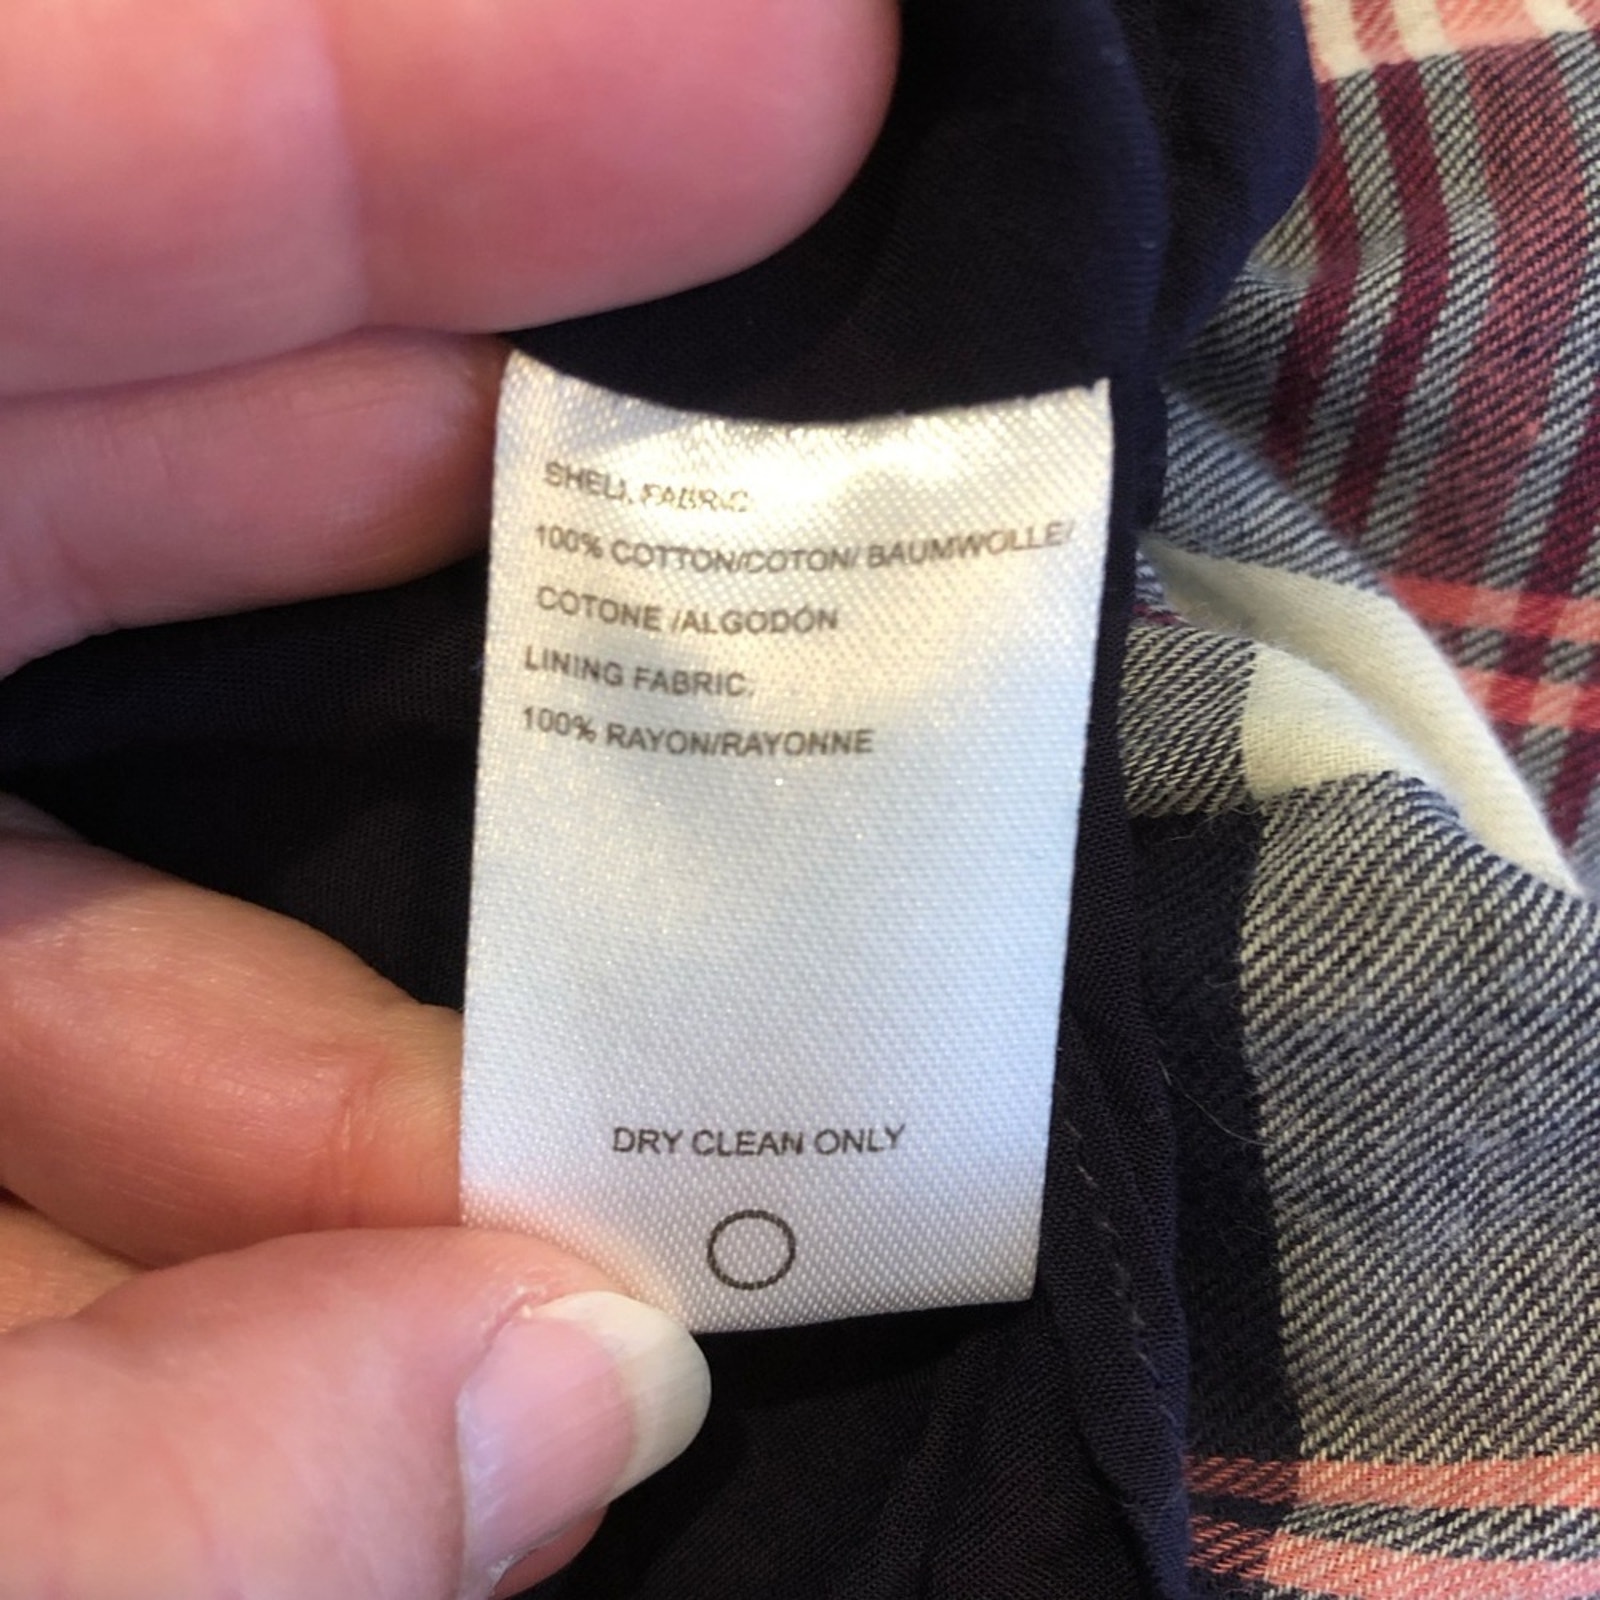 SHELL FABRIC:
100% COTTON/COTON/ BAUMWOLLE/
COTONE /ALGODÓN
LINING FABRIC:
100% RAYON/RAYONNE
DRY CLEAN ONLY